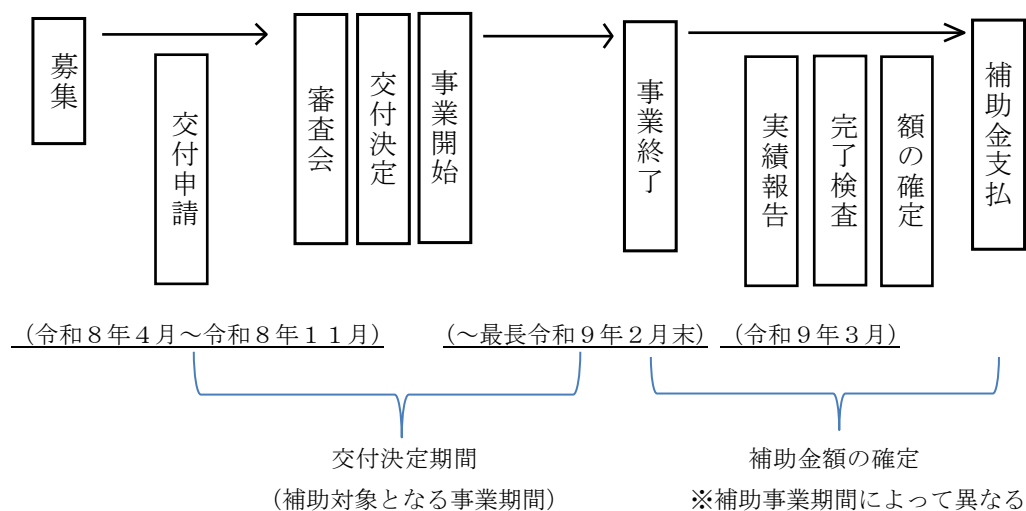 募集
交付申請
審査会
交付決定
事業開始
事業終了
実績報告
完了検査
額の確定
補助金支払
（令和８年４月～令和８年１１月）
（～最長令和９年２月末）
（令和９年３月）
交付決定期間
（補助対象となる事業期間）
補助金額の確定
※補助事業期間によって異なる